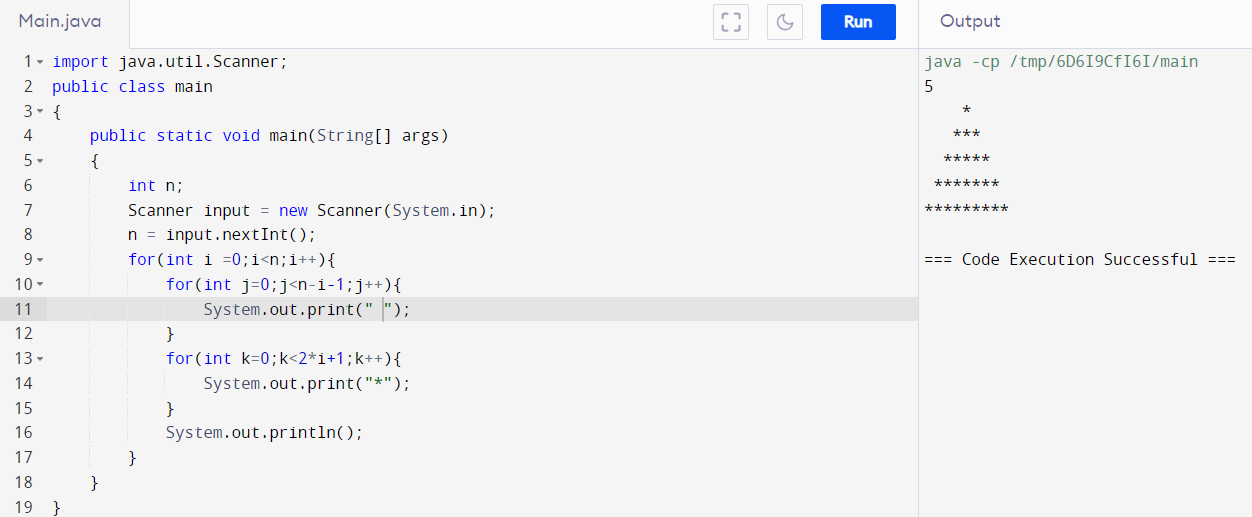 Main.java
Run
Output
1 import java.util.Scanner;
2 public class main
3 {
4     public static void main(String[] args)
5     {
6         int n;
7         Scanner input = new Scanner(System.in);
8         n = input.nextInt();
9         for(int i =0;i<n;i++){
10             for(int j=0;j<n-i-1;j++){
11                 System.out.print(" ");
12             }
13             for(int k=0;k<2*i+1;k++){
14                 System.out.print("*");
15             }
16             System.out.println();
17         }
18     }
19 }
java -cp /tmp/6D6I9CfI6I/main
5
    *
   ***
  *****
 *******
*********
=== Code Execution Successful ===